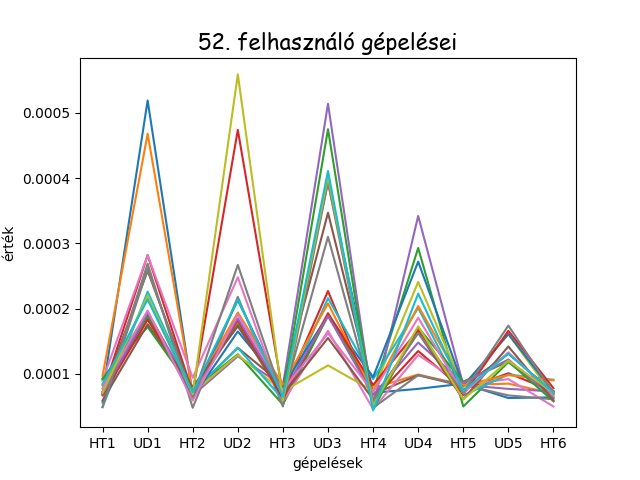 52. felhasználó gépelései
0.0005
0.0004
0.0003
0.0002
0.0001
érték
HT1 UD1 HT2 UD2 HT3 UD3 HT4 UD4 HT5 UD5 HT6
gépelések